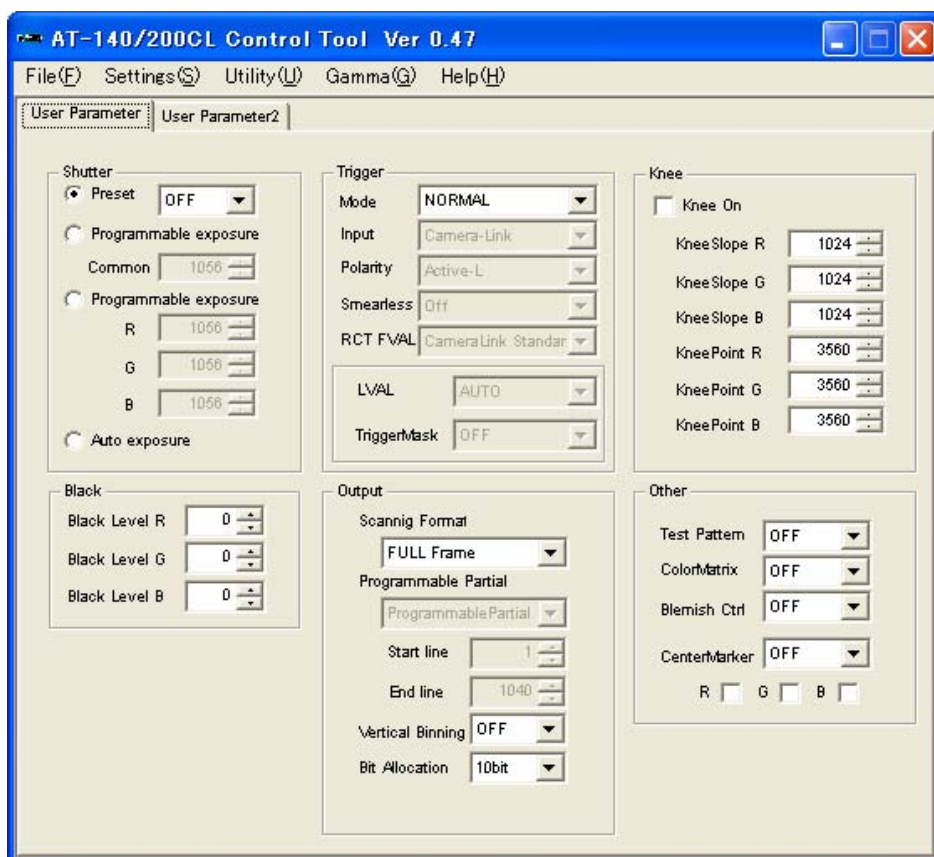 AT-140/200CL Control Tool Ver 0.47
File(F) Settings(S) Utility(U) Gamma(G) Help(H)
User Parameter User Parameter2
Shutter
Preset OFF
Programmable exposure
Common 1056
Programmable exposure
R 1056
G 1056
B 1056
Auto exposure
Trigger
Mode NORMAL
Input Camera-Link
Polarity Active-L
Smearless Off
RCT FVAL CameraLink Standar
LVAL AUTO
TriggerMask OFF
Knee
Knee On
KneeSlope R 1024
KneeSlope G 1024
KneeSlope B 1024
KneePoint R 3560
KneePoint G 3560
KneePoint B 3560
Black
Black Level R 0
Black Level G 0
Black Level B 0
Output
Scannig Format
FULL Frame
Programmable Partial
ProgrammablePartial
Start line 1
End line 1040
Vertical Binning OFF
Bit Allocation 10bit
Other
Test Pattern OFF
ColorMatrix OFF
Blemish Ctrl OFF
CenterMarker OFF
R G B